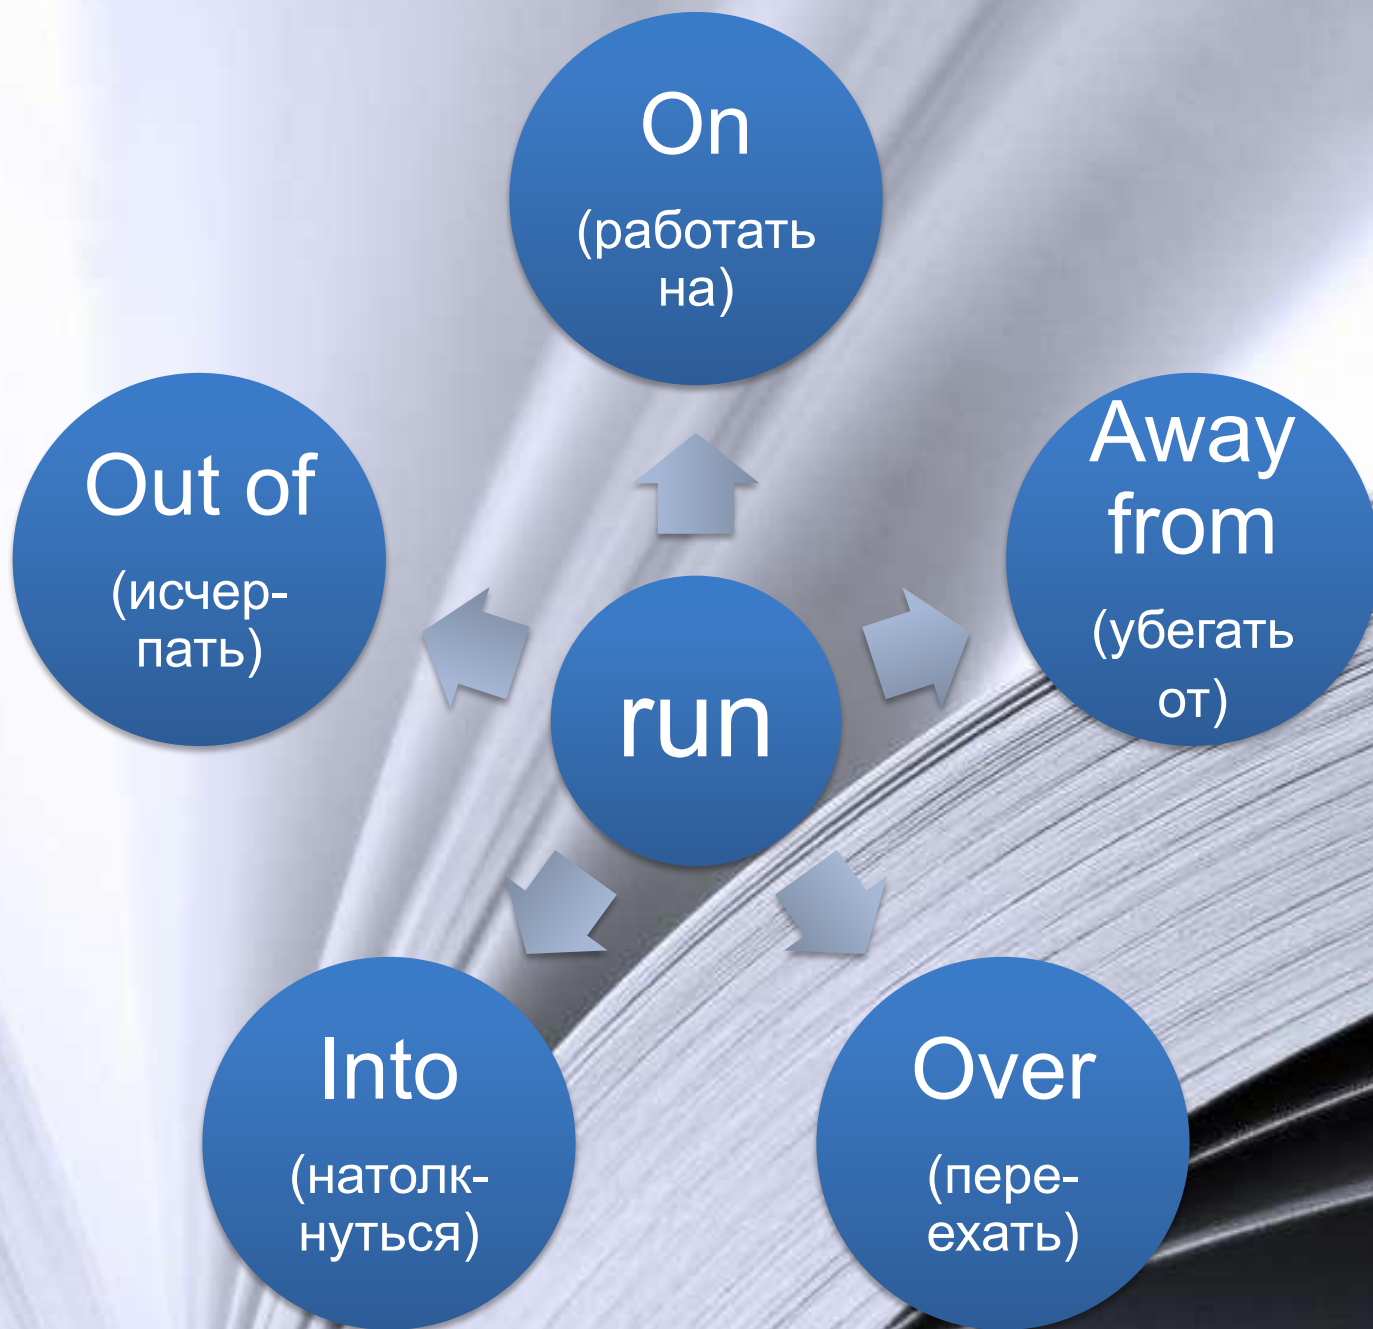 On
(работать
на)
Out of
(исчер-
пать)
Away
from
(убегать
от)
run
Into
(натолк-
нуться)
Over
(пере-
ехать)